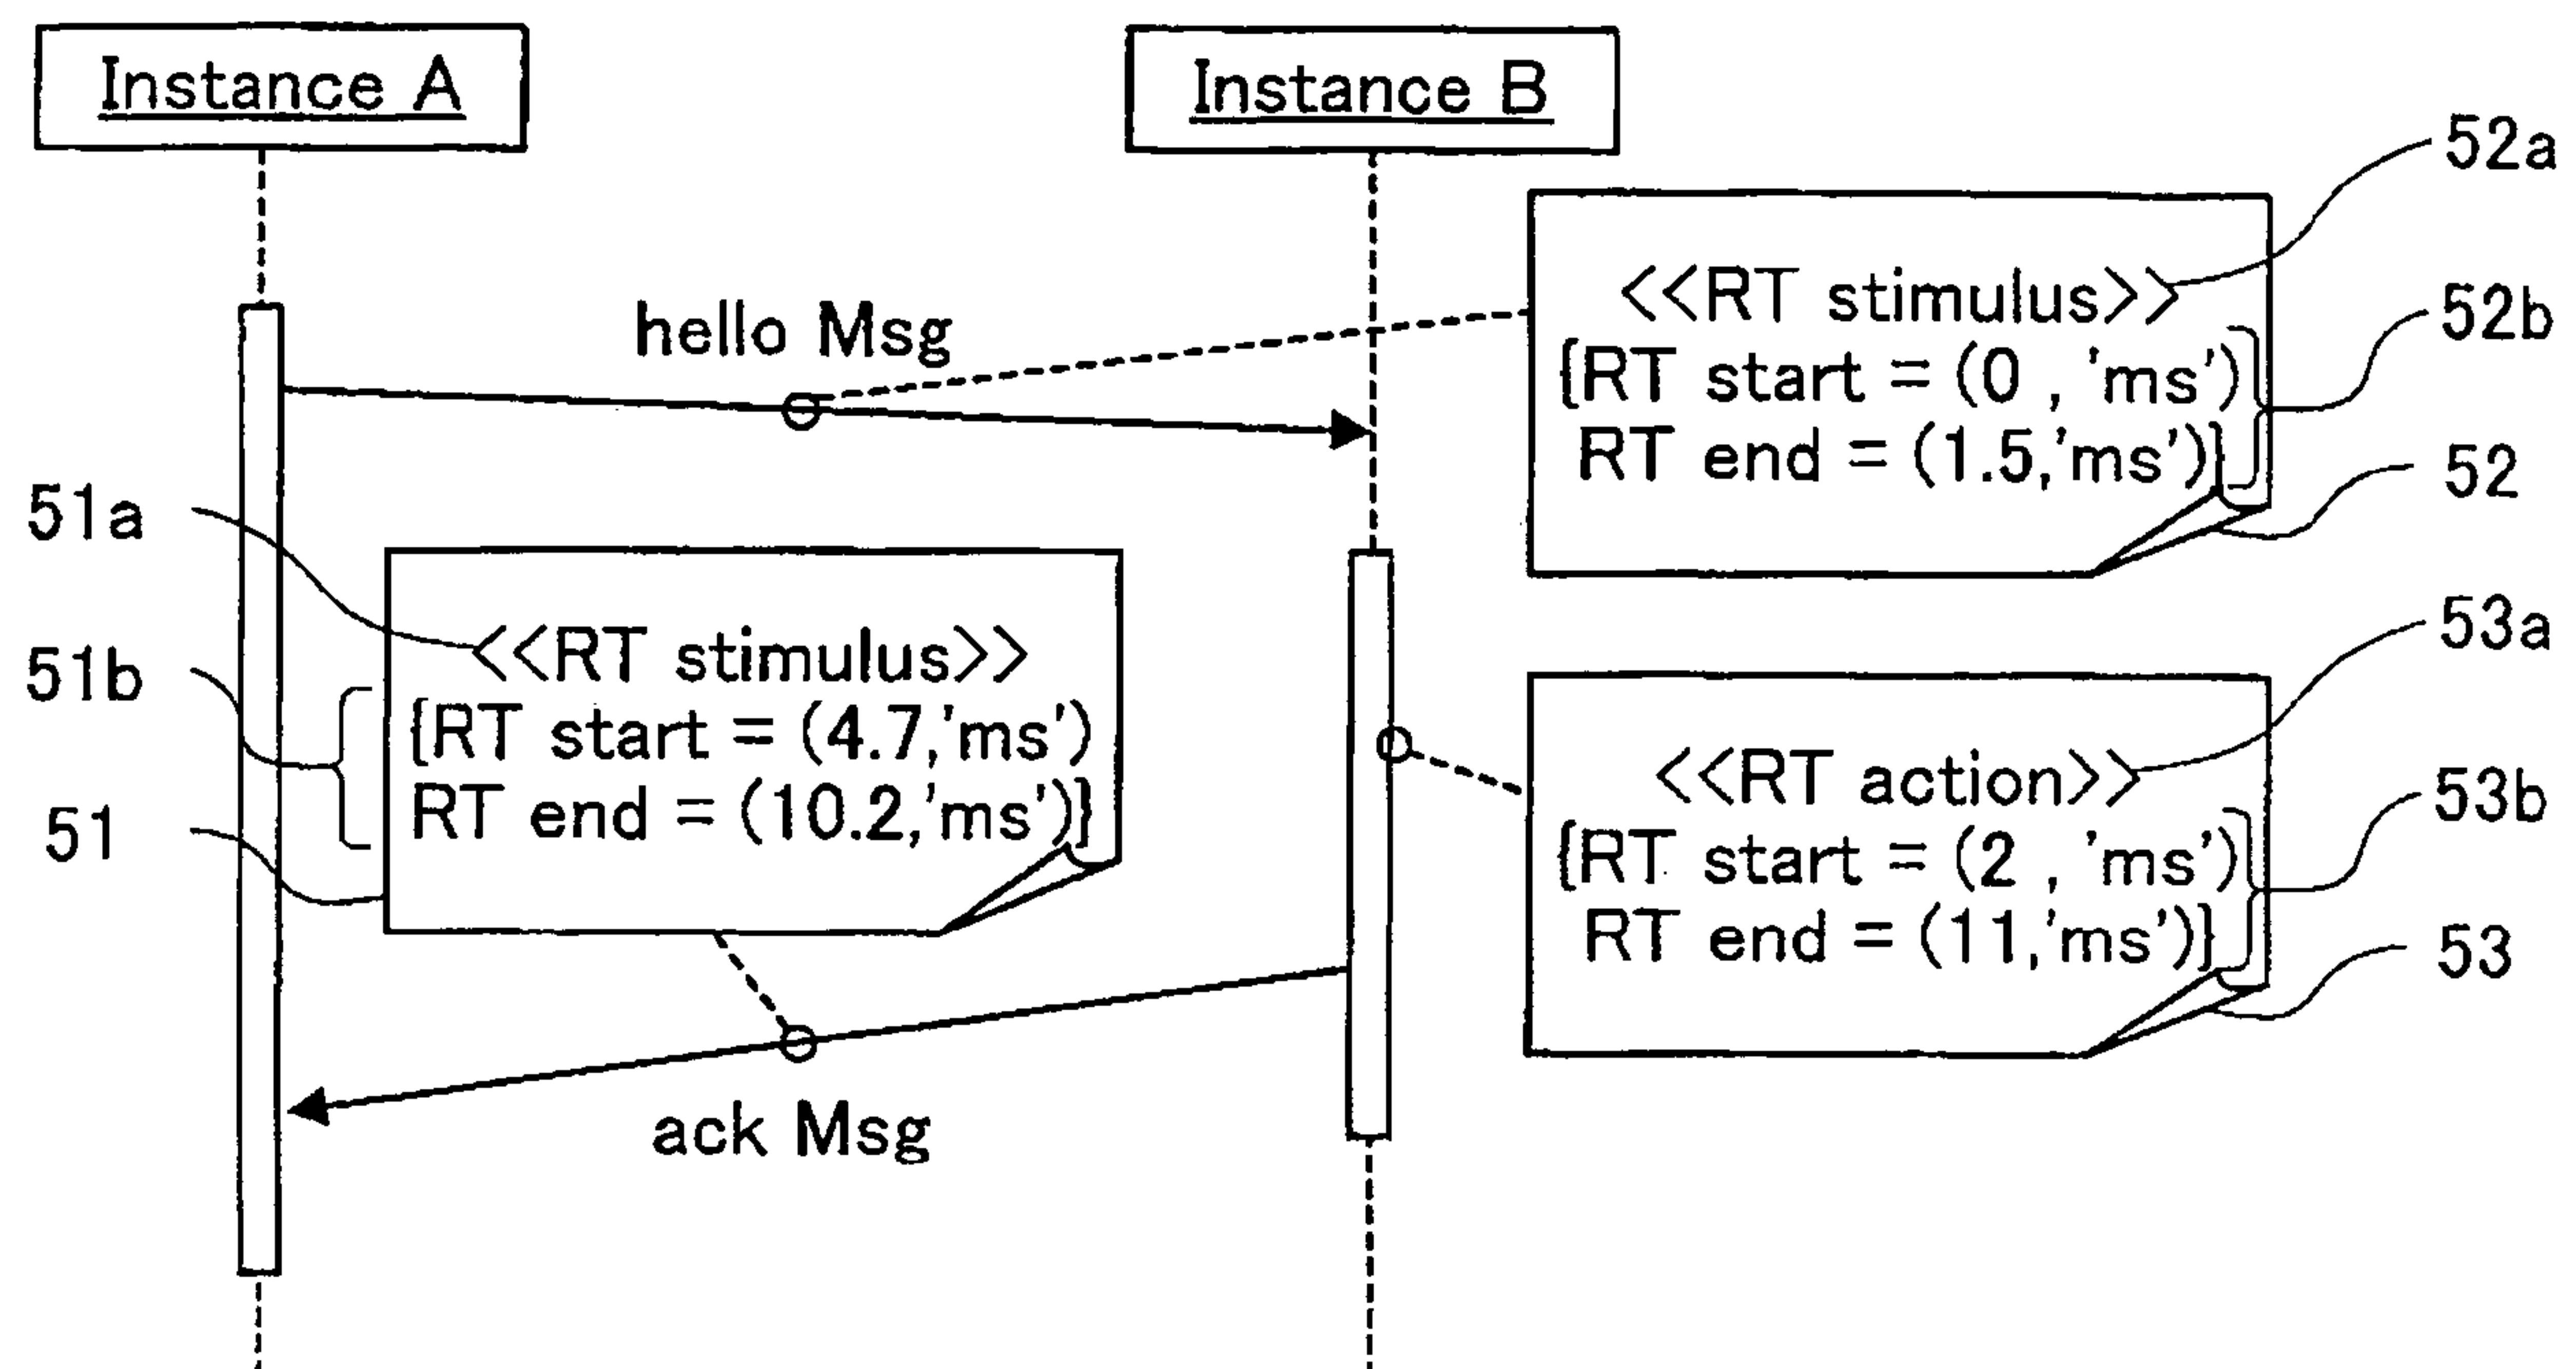 Instance A
Instance B
52a
<<RT stimulus>>
52b
hello Msg
{RT start = (0 , 'ms')
RT end = (1.5,'ms')}
52
51a
<<RT stimulus>>
53a
51b
{RT start = (4.7,'ms')
<<RT action>>
53b
51
RT end = (10.2,'ms')}
{RT start = (2 , 'ms')
RT end = (11,'ms')}
53
ack Msg